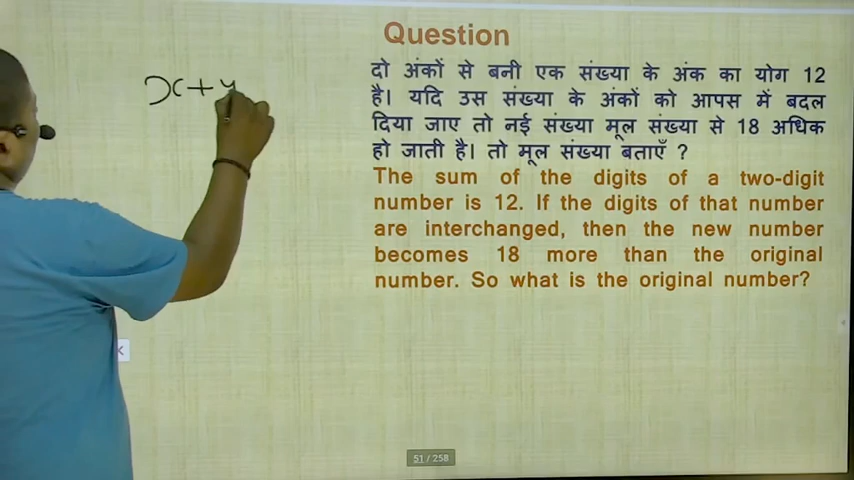 Question
x+y
दो अंकों से बनी एक संख्या के अंक का योग 12
है। यदि उस संख्या के अंकों को आपस में बदल
दिया जाए तो नई संख्या मूल संख्या से 18 अधिक
हो जाती है। तो मूल संख्या बताएँ ?
The sum of the digits of a two-digit
number is 12. If the digits of that number
are interchanged, then the new number
becomes 18 more than the original
number. So what is the original number?
51 / 258